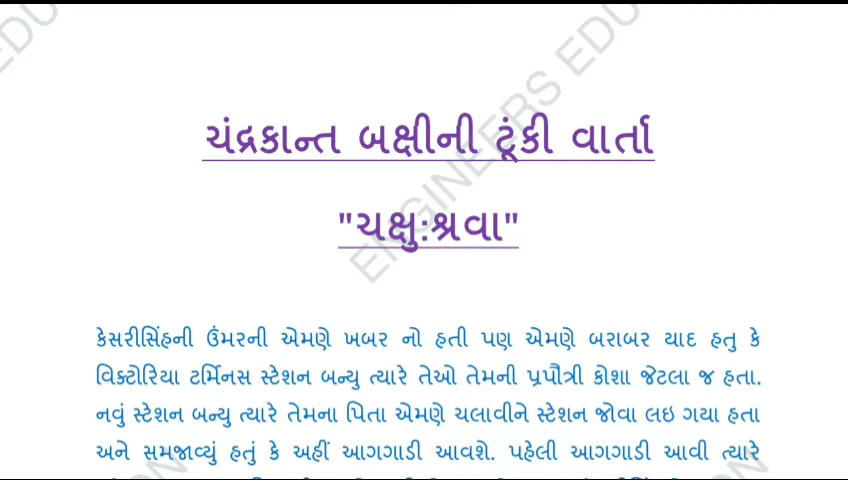 ચંદ્રકાન્ત બક્ષીની ટૂંકી વાર્તા
"ચક્ષુ:શ્રવા"
કેસરીસિંહની ઉંમરની એમણે ખબર નો હતી પણ એમણે બરાબર યાદ હતુ કે
વિક્ટોરિયા ટર્મિનસ સ્ટેશન બન્યુ ત્યારે તેઓ તેમની પ્રપૌત્રી કોશા જેટલા જ હતા.
નવું સ્ટેશન બન્યુ ત્યારે તેમના પિતા એમણે ચલાવીને સ્ટેશન જોવા લઇ ગયા હતા
અને સમજાવ્યું હતું કે અહીં આગગાડી આવશે. પહેલી આગગાડી આવી ત્યારે
ENGINEERS EDU